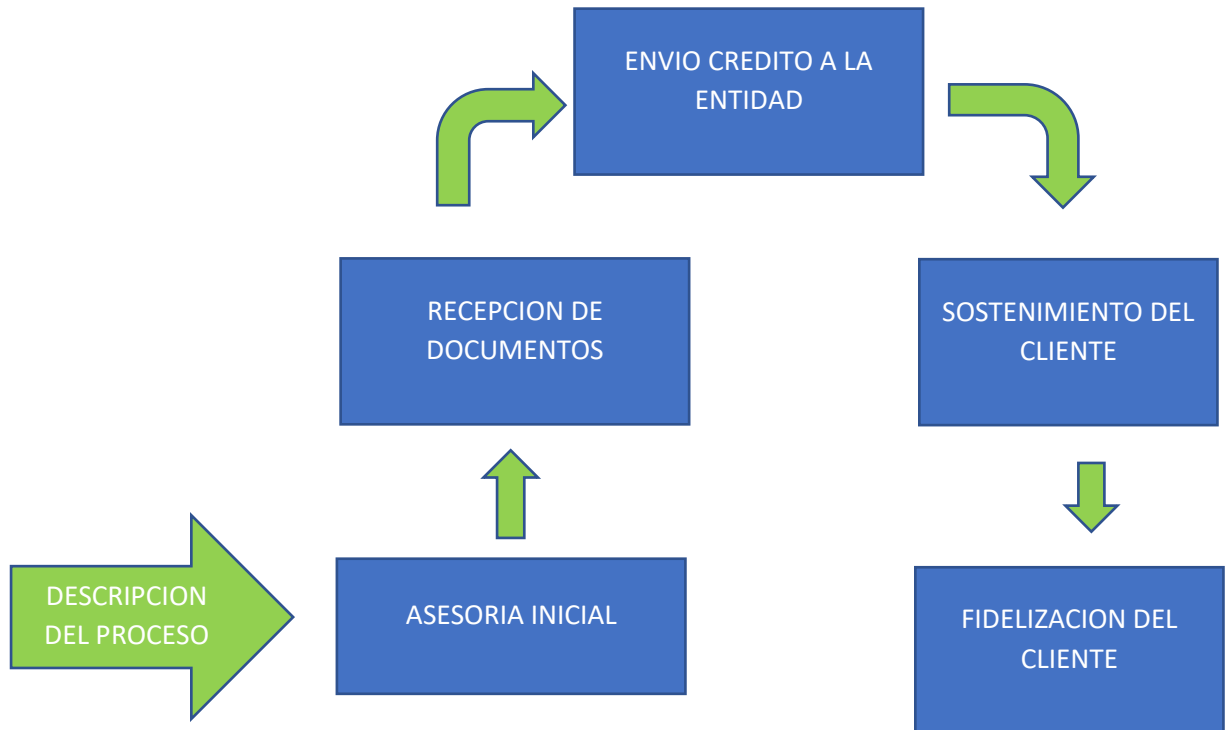 ENVIO CREDITO A LA
ENTIDAD
RECEPCION DE
DOCUMENTOS
SOSTENIMIENTO DEL
CLIENTE
DESCRIPCION
DEL PROCESO
ASESORIA INICIAL
FIDELIZACION DEL
CLIENTE